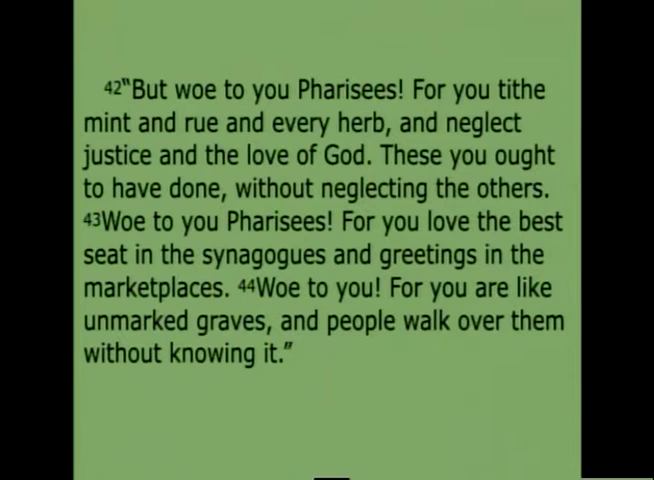 42“But woe to you Pharisees! For you tithe
mint and rue and every herb, and neglect
justice and the love of God. These you ought
to have done, without neglecting the others.
43Woe to you Pharisees! For you love the best
seat in the synagogues and greetings in the
marketplaces. 44Woe to you! For you are like
unmarked graves, and people walk over them
without knowing it.”